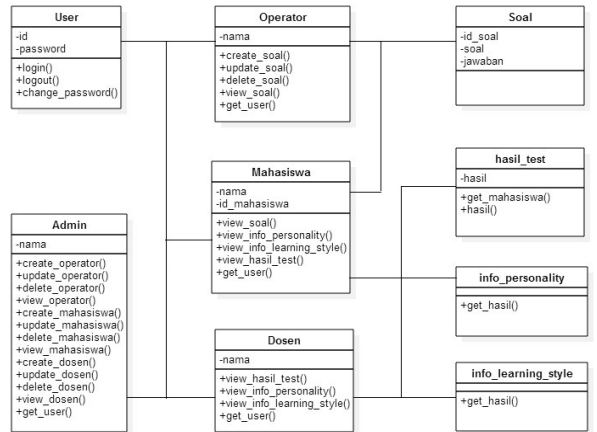 User
-id
-password
+login()
+logout()
+change_password()
Operator
-nama
+create_soal()
+update_soal()
+delete_soal()
+view_soal()
+get_user()
Soal
-id_soal
-soal
-jawaban
Mahasiswa
-nama
-id_mahasiswa
+view_soal()
+view_info_personality()
+view_info_learning_style()
+view_hasil_test()
+get_user()
hasil_test
-hasil
+get_mahasiswa()
+hasil()
Admin
-nama
+create_operator()
+update_operator()
+delete_operator()
+view_operator()
+create_mahasiswa()
+update_mahasiswa()
+delete_mahasiswa()
+view_mahasiswa()
+create_dosen()
+update_dosen()
+delete_dosen()
+view_dosen()
+get_user()
info_personality
+get_hasil()
Dosen
-nama
+view_hasil_test()
+view_info_personality()
+view_info_learning_style()
+get_user()
info_learning_style
+get_hasil()